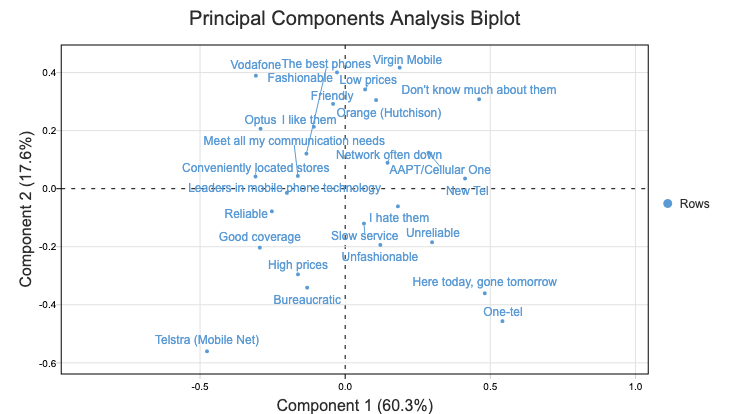 Principal Components Analysis Biplot
Component 2 (17.6%)
0.4
0.2
0.0
-0.2
-0.4
-0.6
Vodafone
The best phones
Virgin Mobile
Fashionable
Low prices
Don't know much about them
Friendly
Orange (Hutchison)
Optus
I like them
Meet all my communication needs
Network often down
Conveniently located stores
AAPT/Cellular One
Leaders in mobile phone technology
New Tel
Reliable
I hate them
Good coverage
Slow service
Unreliable
Unfashionable
High prices
Here today, gone tomorrow
Bureaucratic
One-tel
Telstra (Mobile Net)
Rows
-0.5
0.0
0.5
1.0
Component 1 (60.3%)